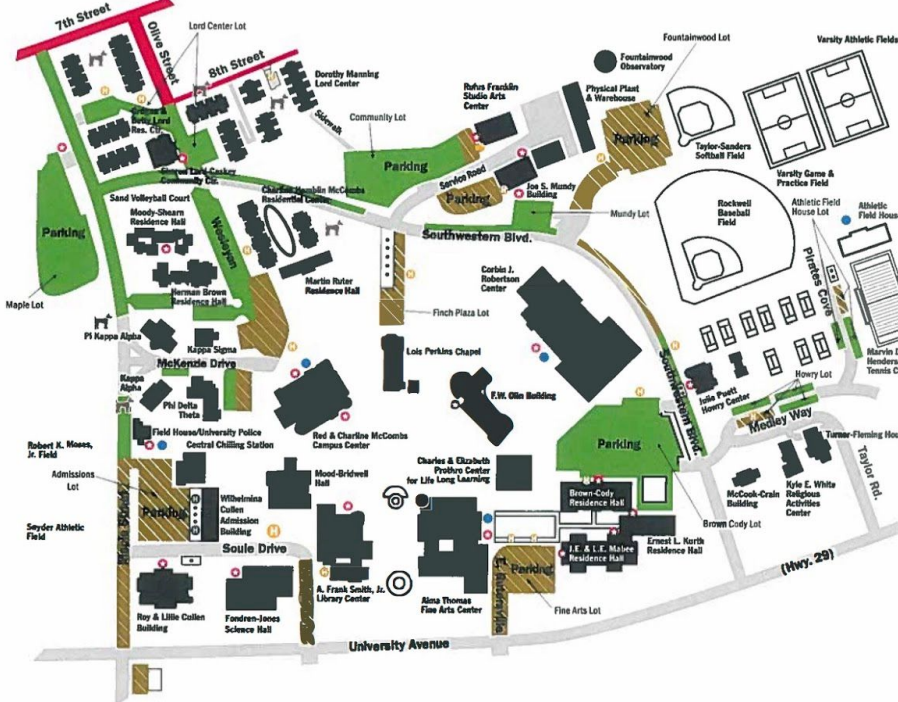 7th Street
Olive Street
Lord Center Lot
8th Street
Dorothy Manning
Lord Center
Sidewalk
Community Lot
Rufus Franklin
Studio Arts
Center
Fountainwood
Observatory
Fountainwood Lot
Varsity Athletic Fields
Physical Plant
& Warehouse
Parking
Taylor-Sanders
Softball Field
Varsity Game &
Practice Field
Betty Lord
Res. Ctr.
Community Ctr.
Parking
Service Road
Parking
Joe S. Mundy
Building
Mundy Lot
Rockwell
Baseball
Field
Athletic Field
House Lot
Athletic
Field House
Sand Volleyball Court
Moody-Shearn
Residence Hall
Charline Hamblin McCombs
Residential Center
Parking
Wesleyan
Southwestern Blvd.
Pirates Cove
Herman Brown
Residence Hall
Martin Ruter
Residence Hall
Corbin J.
Robertson
Center
Maple Lot
Finch Plaza Lot
Pi Kappa Alpha
Kappa Sigma
McKenzie Drive
Lois Perkins Chapel
Southwestern Blvd.
Marvin D.
Tennis C
Kappa
Alpha
Phi Delta
Theta
F.W. Olin Building
Julie Puett
Howry Center
Howry Lot
Medley Way
Field House/University Police
Central Chilling Station
Red & Charline McCombs
Campus Center
Parking
Turner-Fleming House
Robert K. Moses,
Jr. Field
Admissions
Lot
Mood-Bridwell
Hall
Charles & Elizabeth
Prothro Center
for Life Long Learning
Taylor Rd.
McCook-Crain
Building
Kyle E. White
Religious
Activities
Center
Parking
Wilhelmina
Cullen
Admission
Building
Brown-Cody
Residence Hall
Brown Cody Lot
Snyder Athletic
Field
Soule Drive
Ernest L. Kurth
Residence Hall
J.E. & L.E. Mabee
Residence Hall
Parking
(Hwy. 29)
A. Frank Smith, Jr.
Library Center
Alma Thomas
Fine Arts Center
Fine Arts Lot
Roy & Lillie Cullen
Building
Fondren-Jones
Science Hall
University Avenue